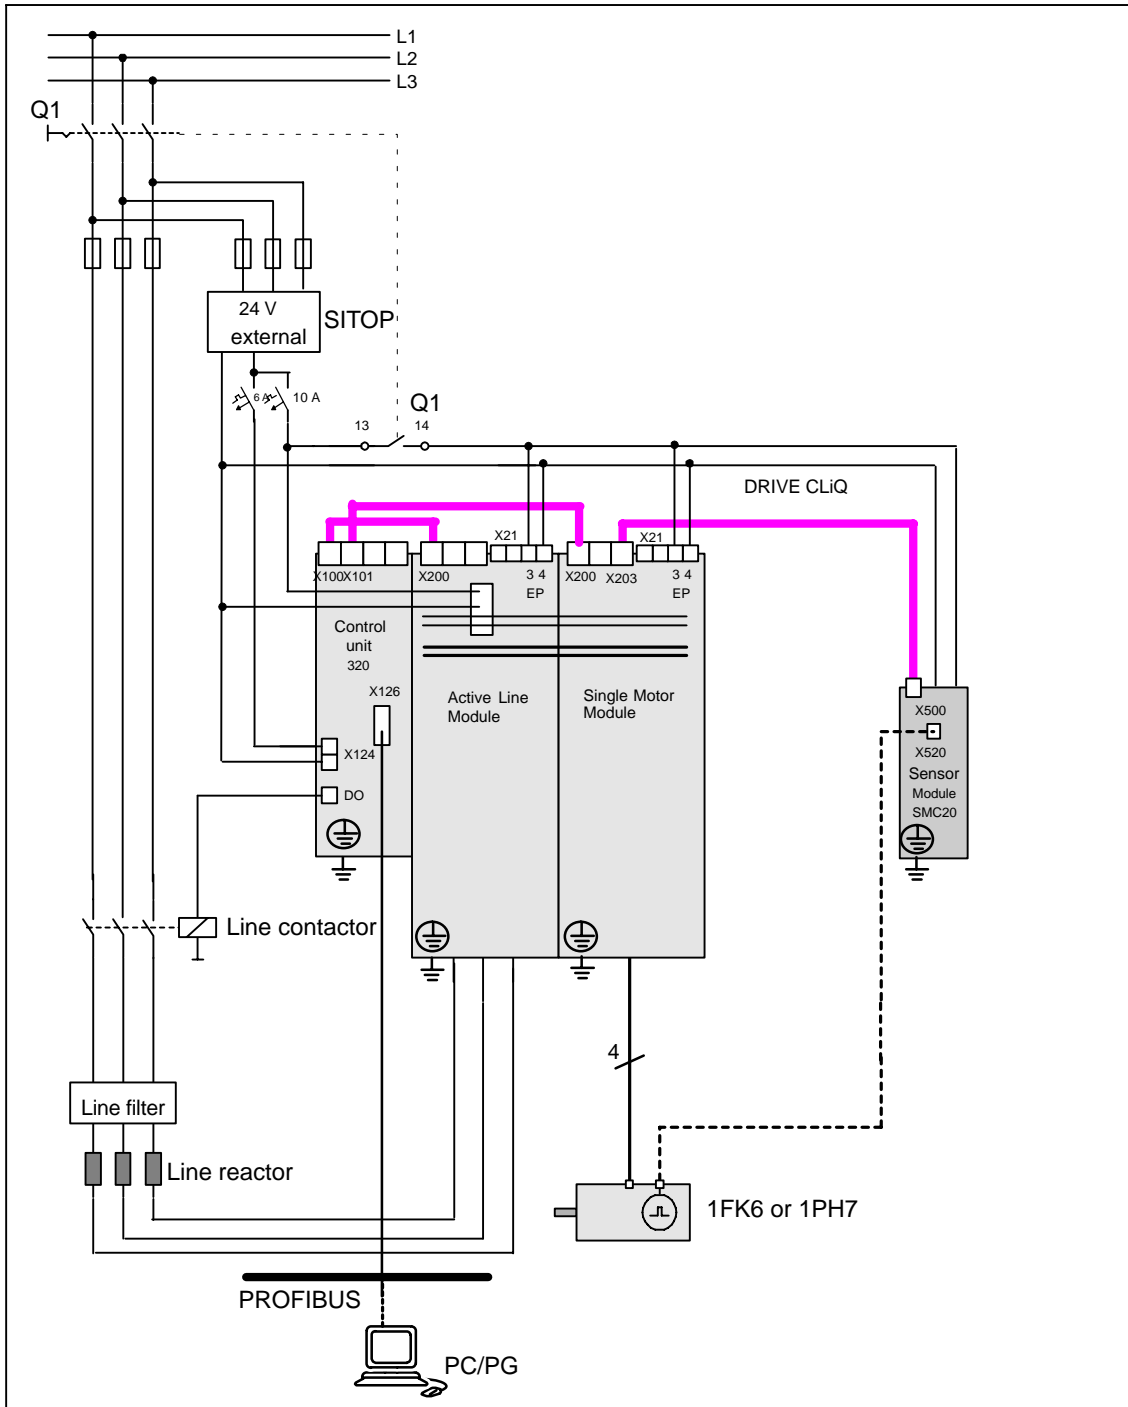 L1
L2
L3
Q1
24 V
external
SITOP
6 A
10 A
Q1
13
14
DRIVE CLiQ
X21
X21
X100X101
X200
3 4
EP
X200
X203
3 4
EP
Control
unit
320
X126
X124
DO
Active Line
Module
Single Motor
Module
X500
X520
Sensor
Module
SMC20
Line contactor
4
Line filter
Line reactor
1FK6 or 1PH7
PROFIBUS
PC/PG